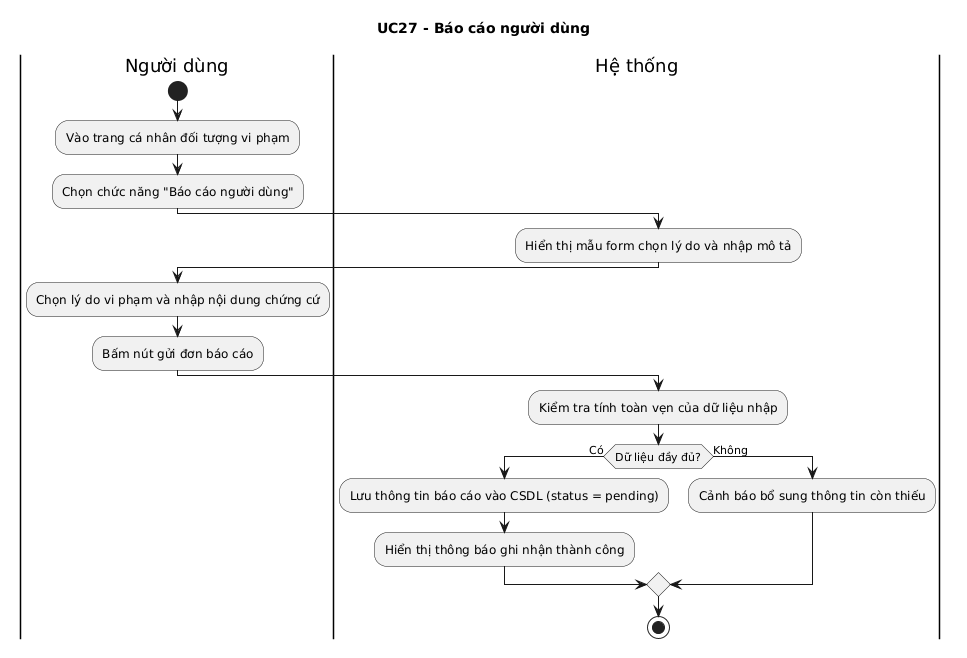 UC27 - Báo cáo người dùng
Người dùng
Hệ thống
Vào trang cá nhân đối tượng vi phạm
Chọn chức năng "Báo cáo người dùng"
Hiển thị mẫu form chọn lý do và nhập mô tả
Chọn lý do vi phạm và nhập nội dung chứng cứ
Bấm nút gửi đơn báo cáo
Kiểm tra tính toàn vẹn của dữ liệu nhập
Có
Dữ liệu đầy đủ?
Không
Lưu thông tin báo cáo vào CSDL (status = pending)
Cảnh báo bổ sung thông tin còn thiếu
Hiển thị thông báo ghi nhận thành công